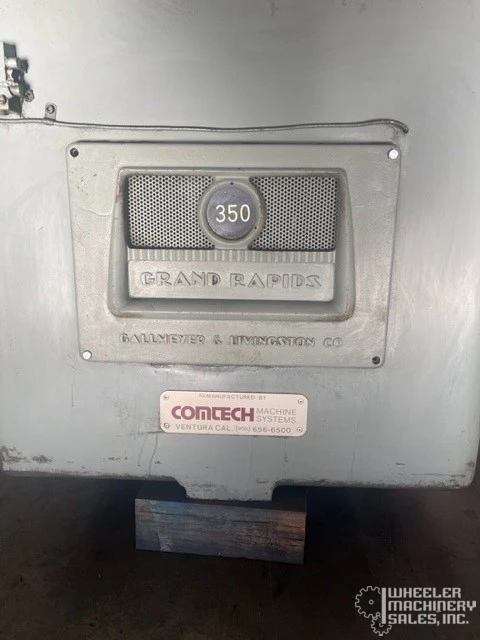 350
GRAND RAPIDS
GALLMEYER & LIVINGSTON CO
REMANUFACTURED BY
COMTECH MACHINE SYSTEMS
VENTURA CAL. (805) 656-6500
WHEELER
MACHINERY
SALES, INC.